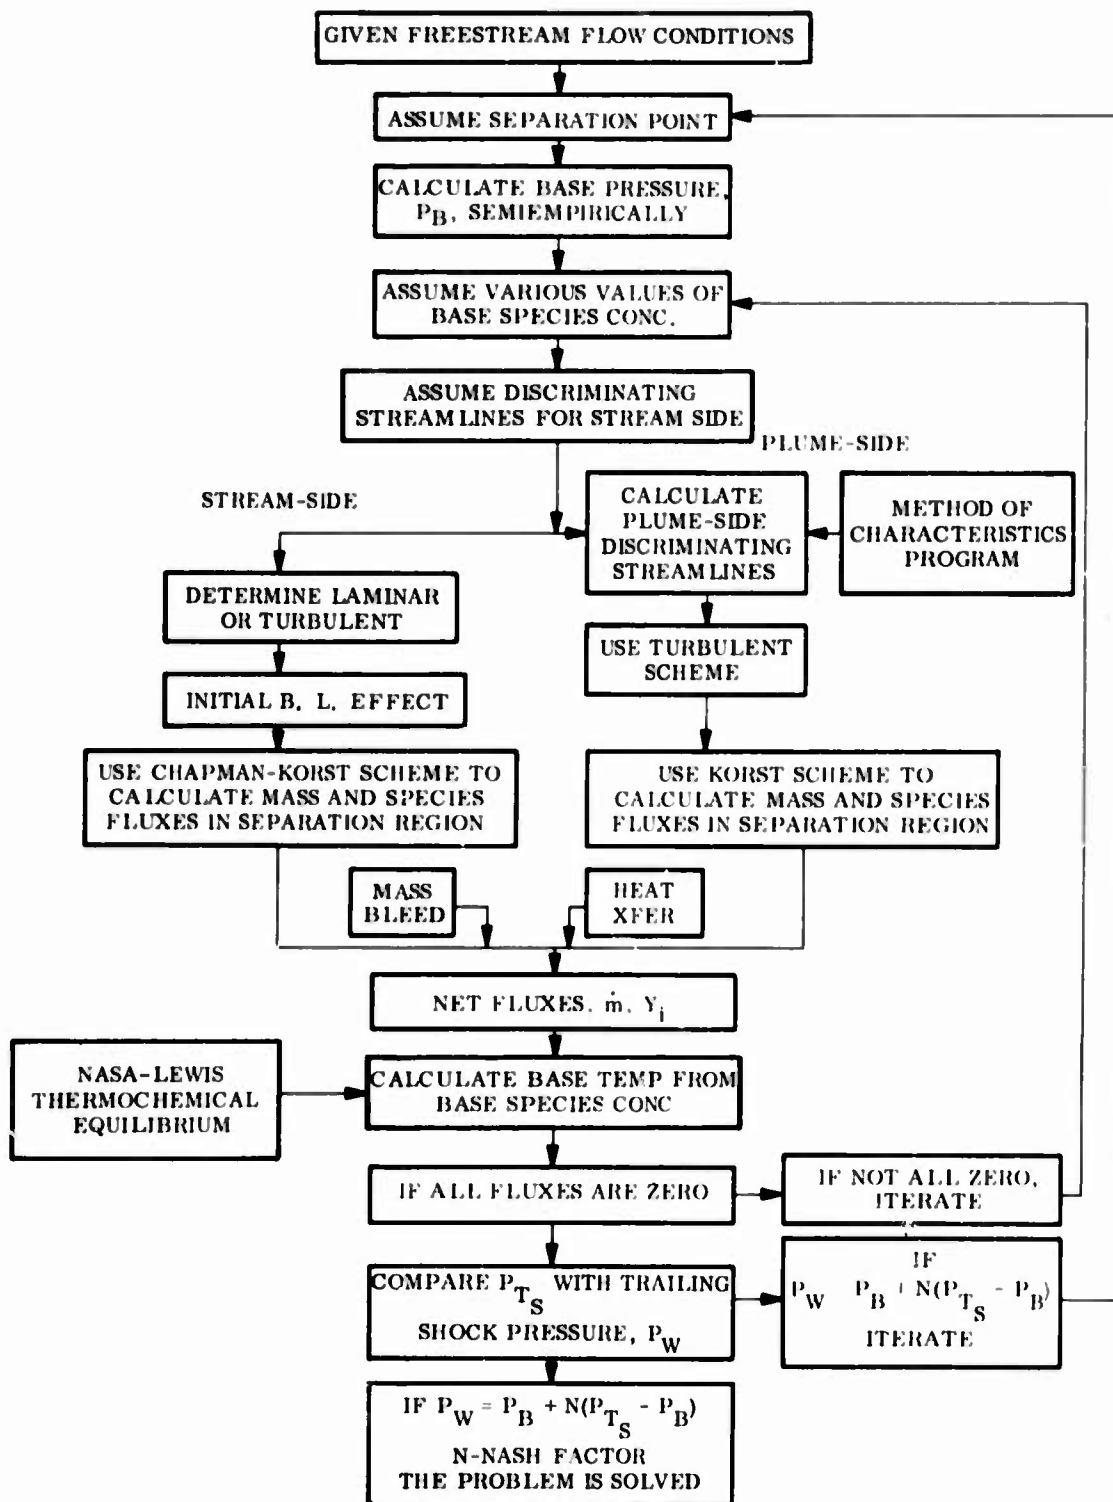 GIVEN FREESTREAM FLOW CONDITIONS
ASSUME SEPARATION POINT
CALCULATE BASE PRESSURE,
P_B, SEMIEMPIRICALLY
ASSUME VARIOUS VALUES OF
BASE SPECIES CONC.
ASSUME DISCRIMINATING
STREAMLINES FOR STREAM SIDE
PLUME-SIDE
STREAM-SIDE
CALCULATE
PLUME-SIDE
DISCRIMINATING
STREAMLINES
METHOD OF
CHARACTERISTICS
PROGRAM
DETERMINE LAMINAR
OR TURBULENT
USE TURBULENT
SCHEME
INITIAL B. L. EFFECT
USE CHAPMAN-KORST SCHEME TO
CALCULATE MASS AND SPECIES
FLUXES IN SEPARATION REGION
USE KORST SCHEME TO
CALCULATE MASS AND SPECIES
FLUXES IN SEPARATION REGION
MASS
BLEED
HEAT
XFER
NET FLUXES, ṁ, Y_i
NASA-LEWIS
THERMOCHEMICAL
EQUILIBRIUM
CALCULATE BASE TEMP FROM
BASE SPECIES CONC
IF ALL FLUXES ARE ZERO
IF NOT ALL ZERO,
ITERATE
COMPARE P_T_S WITH TRAILING
SHOCK PRESSURE, P_W
IF
P_W P_B + N(P_T_S - P_B)
ITERATE
IF P_W = P_B + N(P_T_S - P_B)
N-NASH FACTOR
THE PROBLEM IS SOLVED